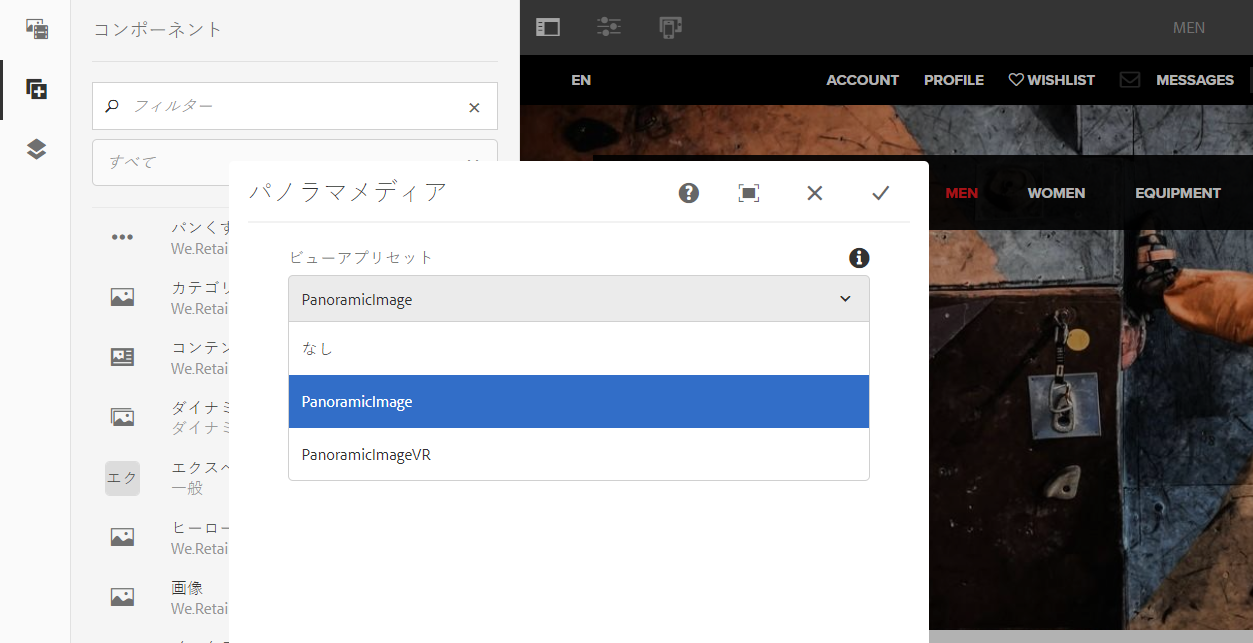 コンポーネント
フィルター
すべて
パンくず
We.Retai
カテゴリ
We.Retai
コンテン
We.Retai
ダイナミ
ダイナミ
エク
エクスペ
一般
ヒーロー
We.Retai
画像
We.Retai
パノラマメディア
ビューアプリセット
PanoramicImage
なし
PanoramicImage
PanoramicImageVR
MEN
EN
ACCOUNT
PROFILE
WISHLIST
MESSAGES
MEN
WOMEN
EQUIPMENT